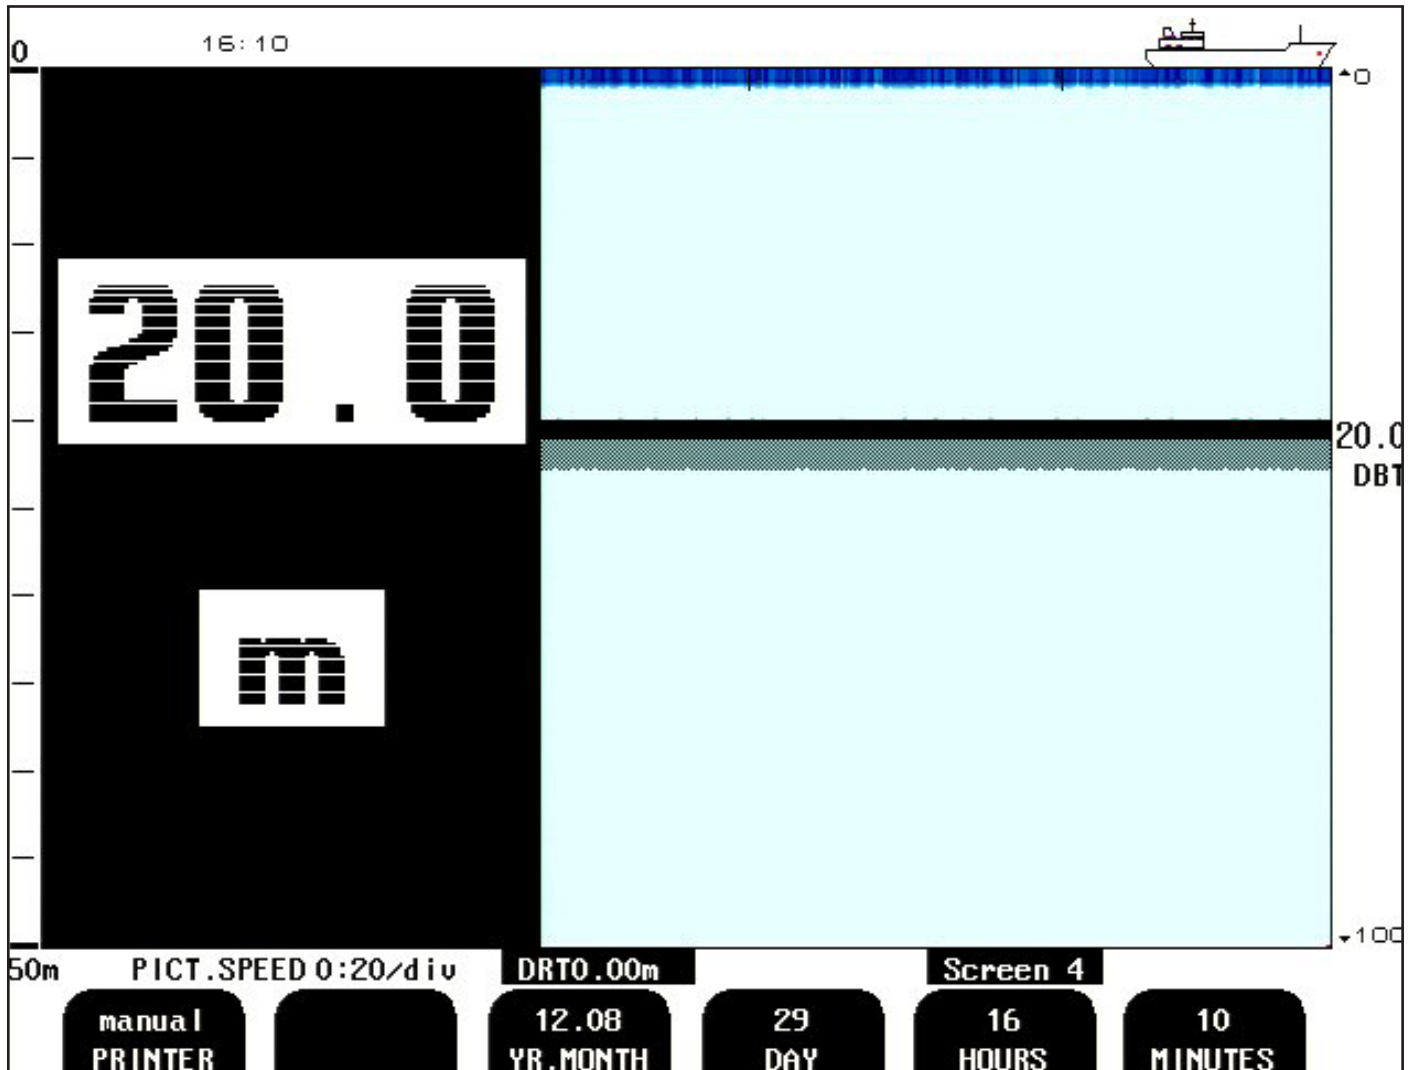 0
16:10
▲0
20.0
m
20.0
DBT
▼100
50m
PICT.SPEED 0:20/div
DRT0.00m
Screen 4
manual
PRINTER
12.08
YR.MONTH
29
DAY
16
HOURS
10
MINUTES